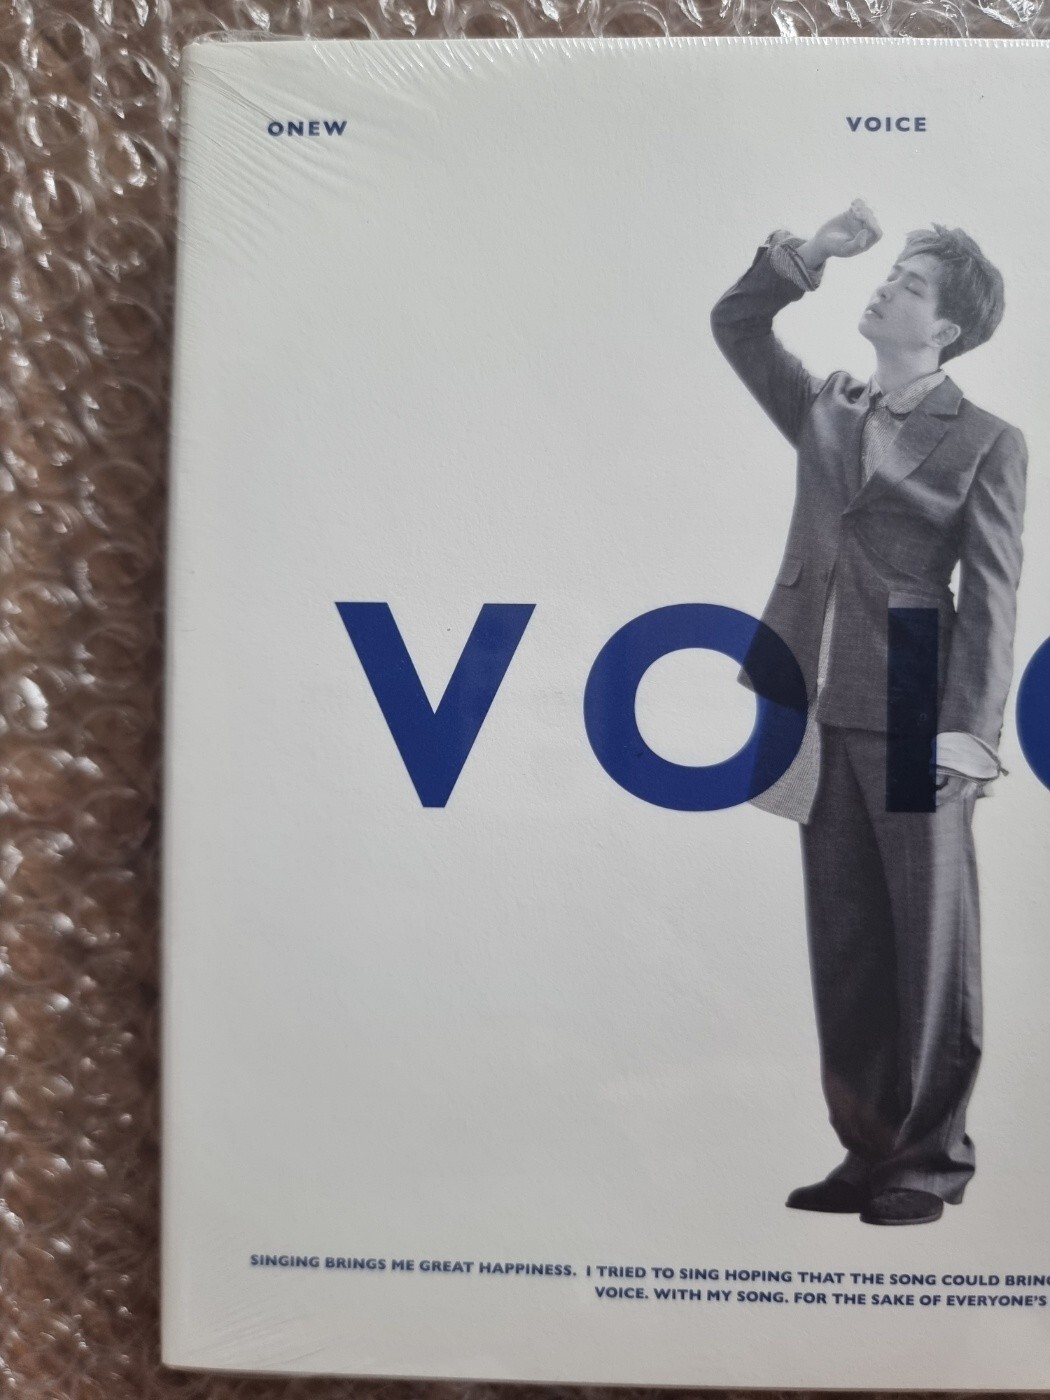 ONEW VOICE
VOI
SINGING BRINGS ME GREAT HAPPINESS. I TRIED TO SING HOPING THAT THE SONG COULD BRING
VOICE. WITH MY SONG. FOR THE SAKE OF EVERYONE'S